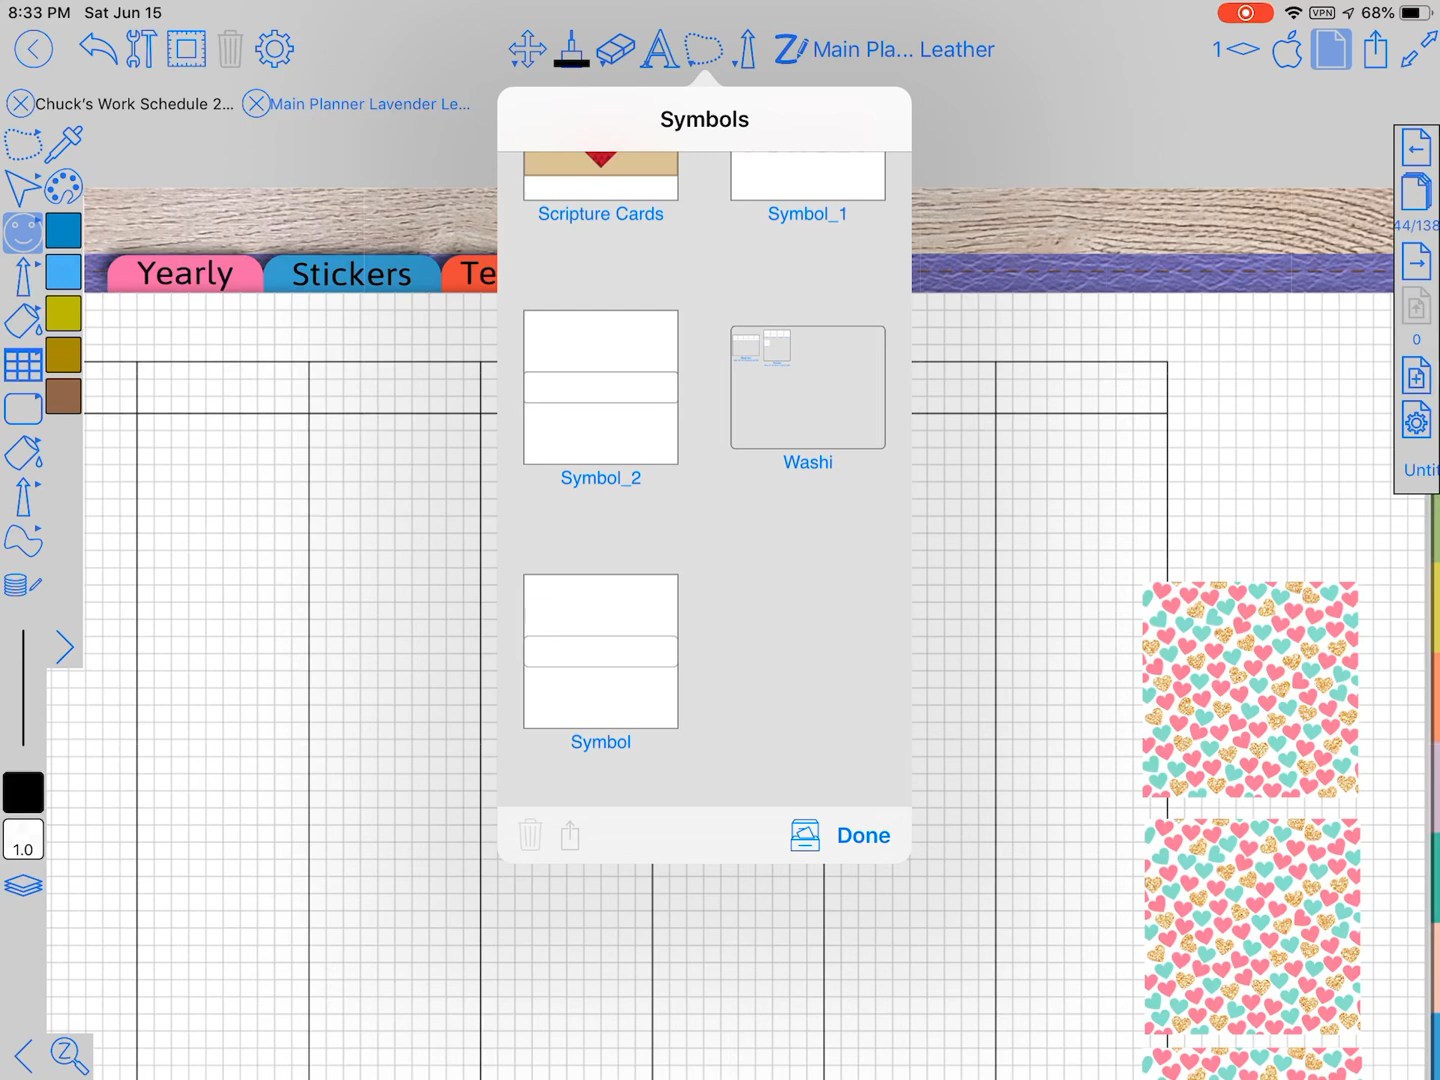 8:33 PM Sat Jun 15
VPN
68%
Main Pla... Leather
1
Chuck's Work Schedule 2...
Main Planner Lavender Le...
Symbols
Scripture Cards
Symbol_1
44/138
Yearly
Stickers
Te
0
Washi
Symbol_2
Unti
Symbol
1.0
Done